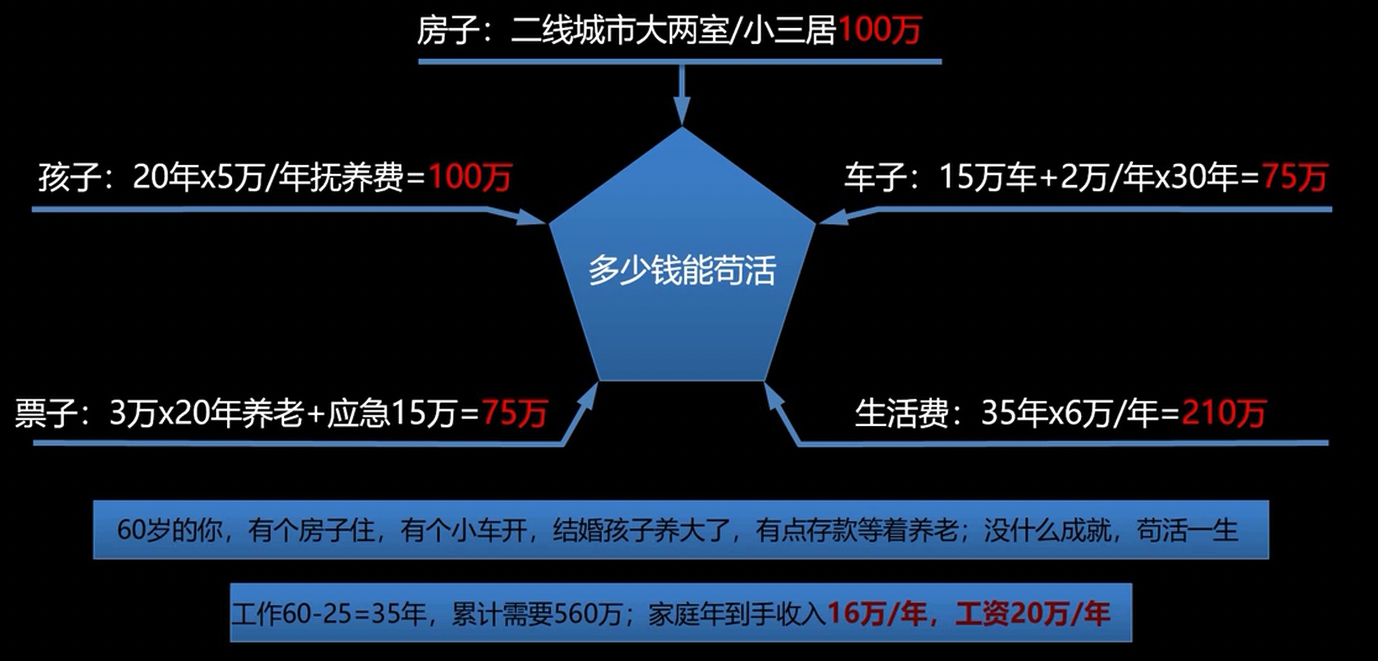 房子：二线城市大两室/小三居100万
孩子：20年x5万/年抚养费=100万
车子：15万车+2万/年x30年=75万
多少钱能苟活
票子：3万x20年养老+应急15万=75万
生活费：35年x6万/年=210万
60岁的你，有个房子住，有个小车开，结婚孩子养大了，有点存款等着养老；没什么成就，苟活一生
工作60-25=35年，累计需要560万；家庭年到手收入16万/年，工资20万/年